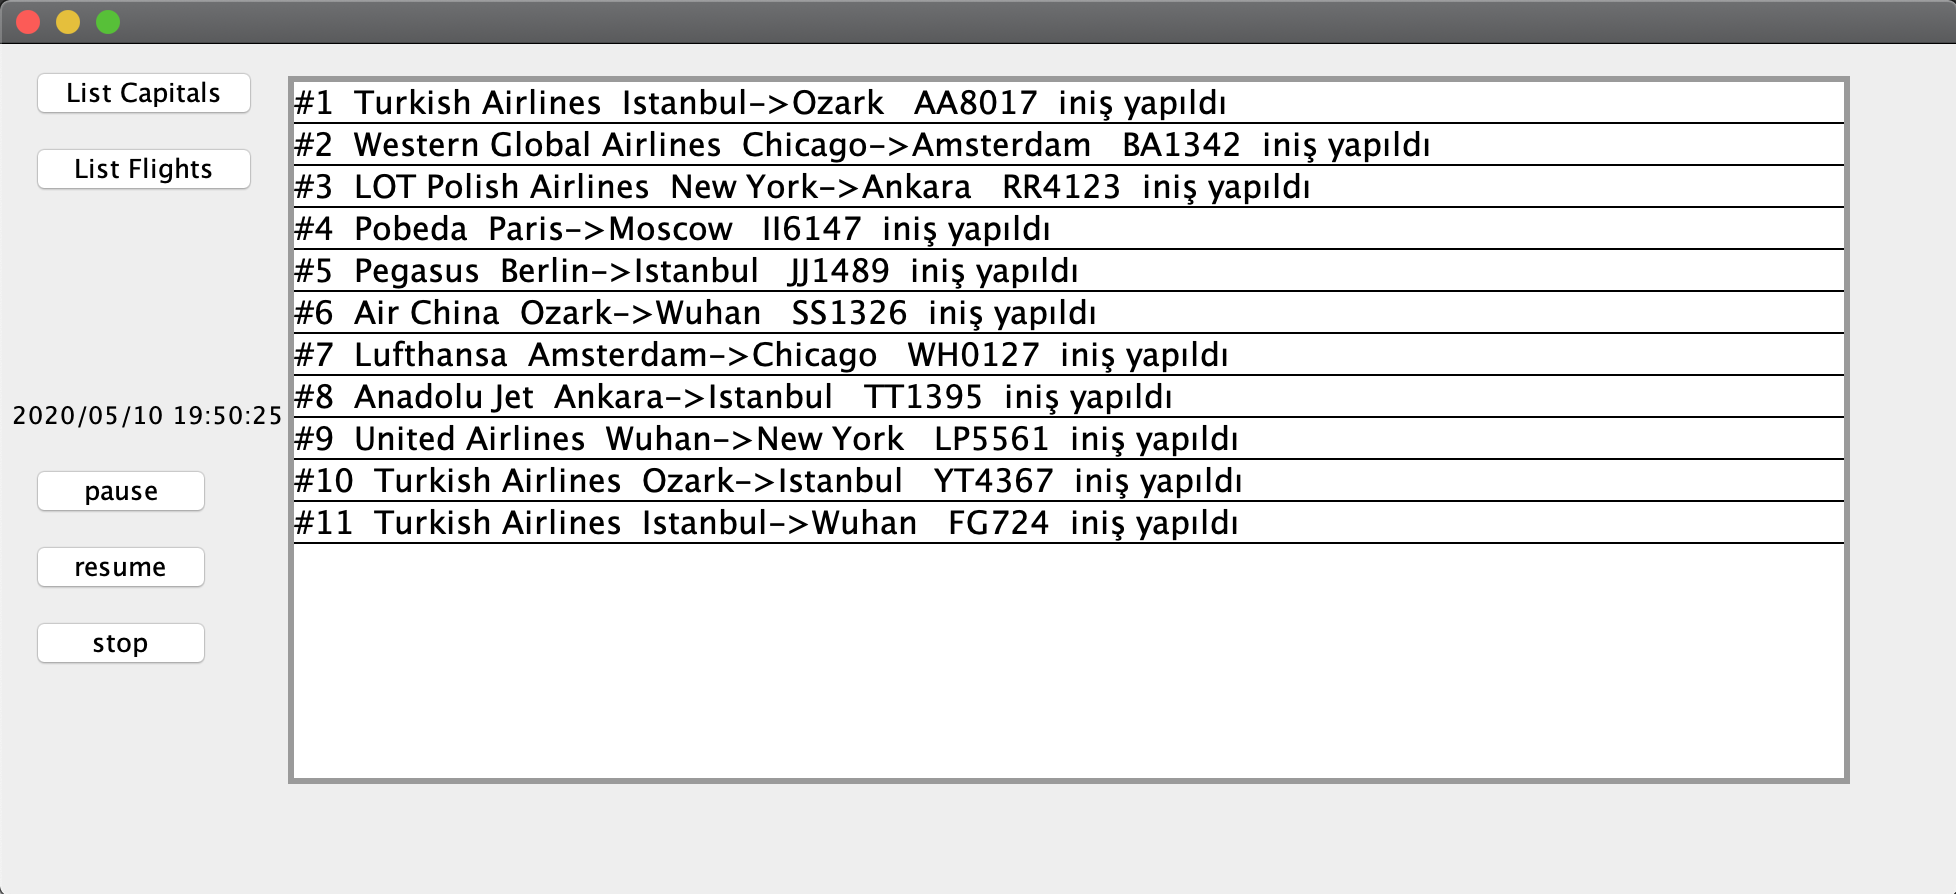 List Capitals
List Flights
2020/05/10 19:50:25
pause
resume
stop
#1 Turkish Airlines Istanbul->Ozark AA8017 iniş yapıldı
#2 Western Global Airlines Chicago->Amsterdam BA1342 iniş yapıldı
#3 LOT Polish Airlines New York->Ankara RR4123 iniş yapıldı
#4 Pobeda Paris->Moscow II6147 iniş yapıldı
#5 Pegasus Berlin->Istanbul JJ1489 iniş yapıldı
#6 Air China Ozark->Wuhan SS1326 iniş yapıldı
#7 Lufthansa Amsterdam->Chicago WH0127 iniş yapıldı
#8 Anadolu Jet Ankara->Istanbul TT1395 iniş yapıldı
#9 United Airlines Wuhan->New York LP5561 iniş yapıldı
#10 Turkish Airlines Ozark->Istanbul YT4367 iniş yapıldı
#11 Turkish Airlines Istanbul->Wuhan FG724 iniş yapıldı